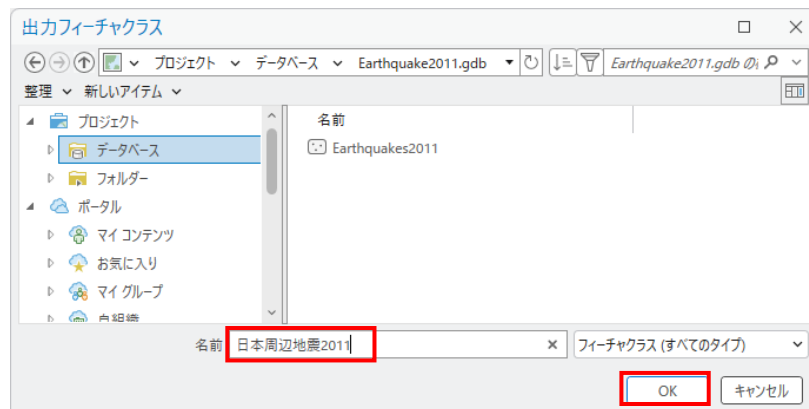 出力フィーチャクラス
プロジェクト データベース Earthquake2011.gdb Earthquake2011.gdb の
整理 新しいアイテム
プロジェクト
データベース
フォルダー
ポータル
マイ コンテンツ
お気に入り
マイ グループ
自組織
名前
Earthquakes2011
名前 日本周辺地震2011 フィーチャクラス (すべてのタイプ)
OK キャンセル